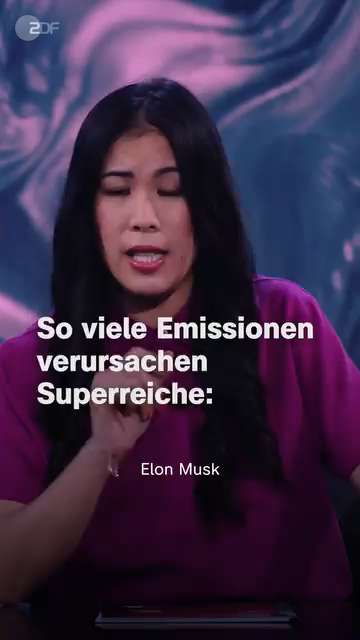 ZDF
So viele Emissionen
verursachen
Superreiche:
Elon Musk